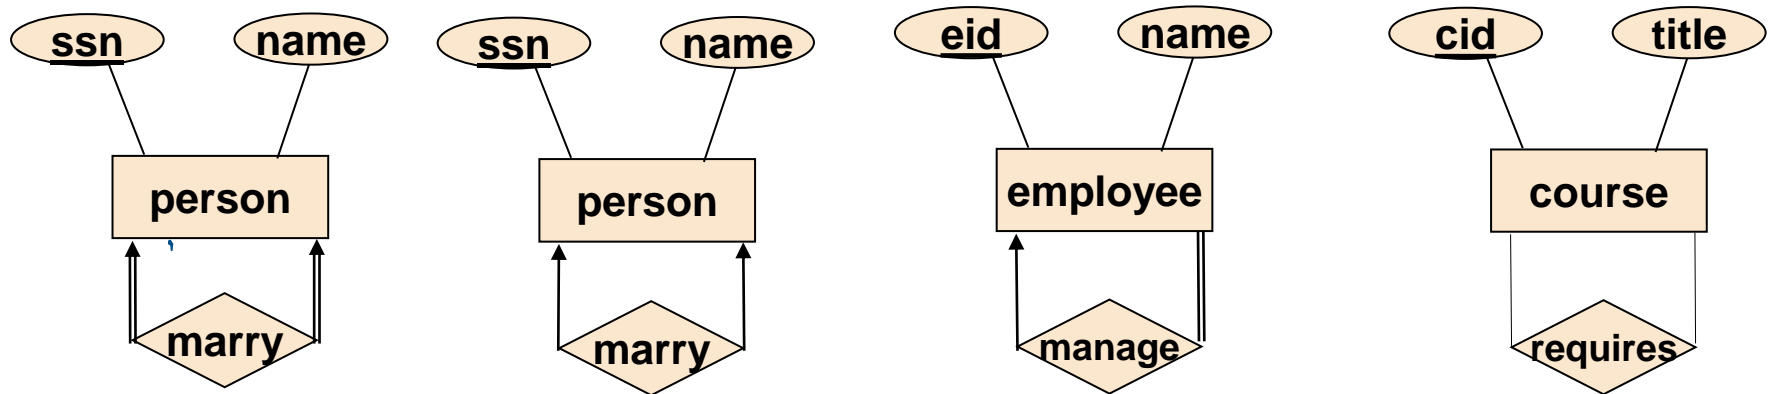 ssn name
person
marry
ssn name
person
marry
eid name
employee
manage
cid title
course
requires